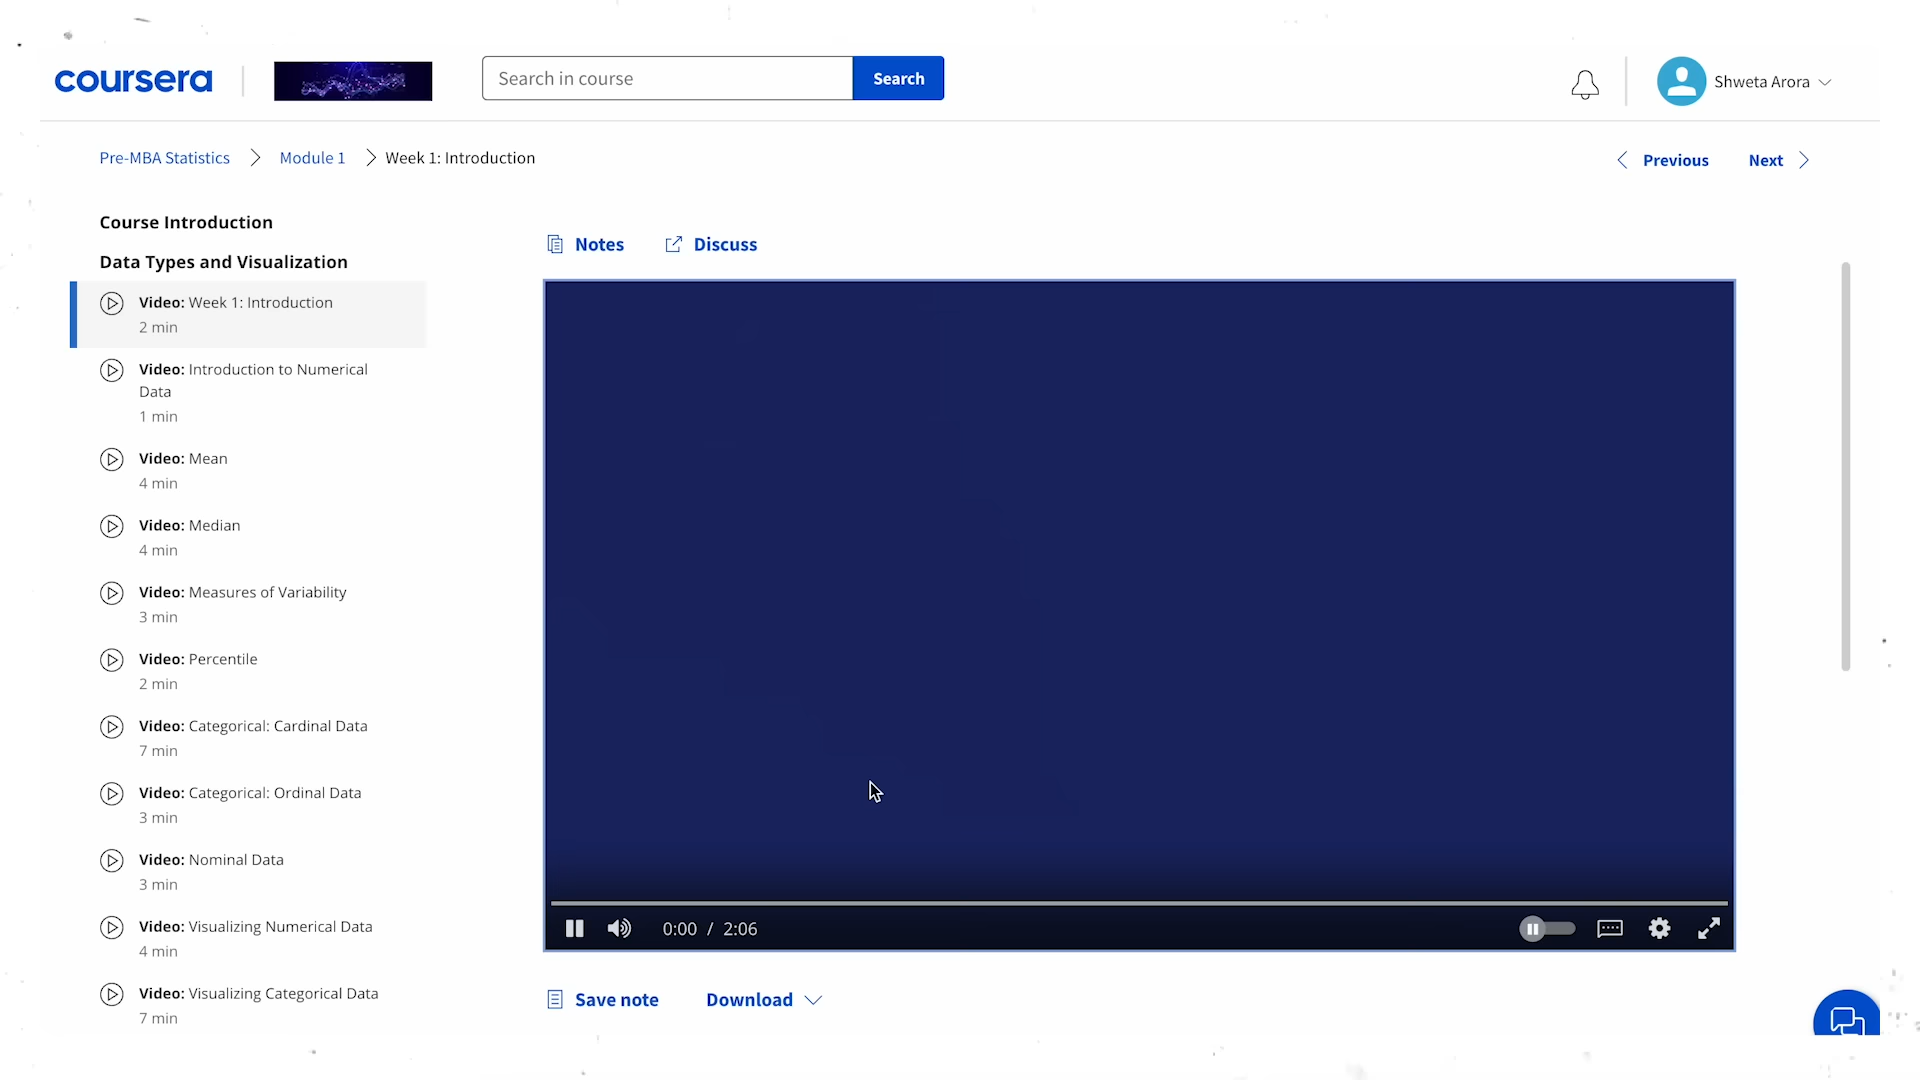 coursera
Search in course
Search
Shweta Arora
Pre-MBA Statistics
Module 1
Week 1: Introduction
Previous
Next
Course Introduction
Data Types and Visualization
Video: Week 1: Introduction
2 min
Video: Introduction to Numerical
Data
1 min
Video: Mean
4 min
Video: Median
4 min
Video: Measures of Variability
3 min
Video: Percentile
2 min
Video: Categorical: Cardinal Data
7 min
Video: Categorical: Ordinal Data
3 min
Video: Nominal Data
3 min
Video: Visualizing Numerical Data
4 min
Video: Visualizing Categorical Data
7 min
Notes
Discuss
0:00 / 2:06
Save note
Download